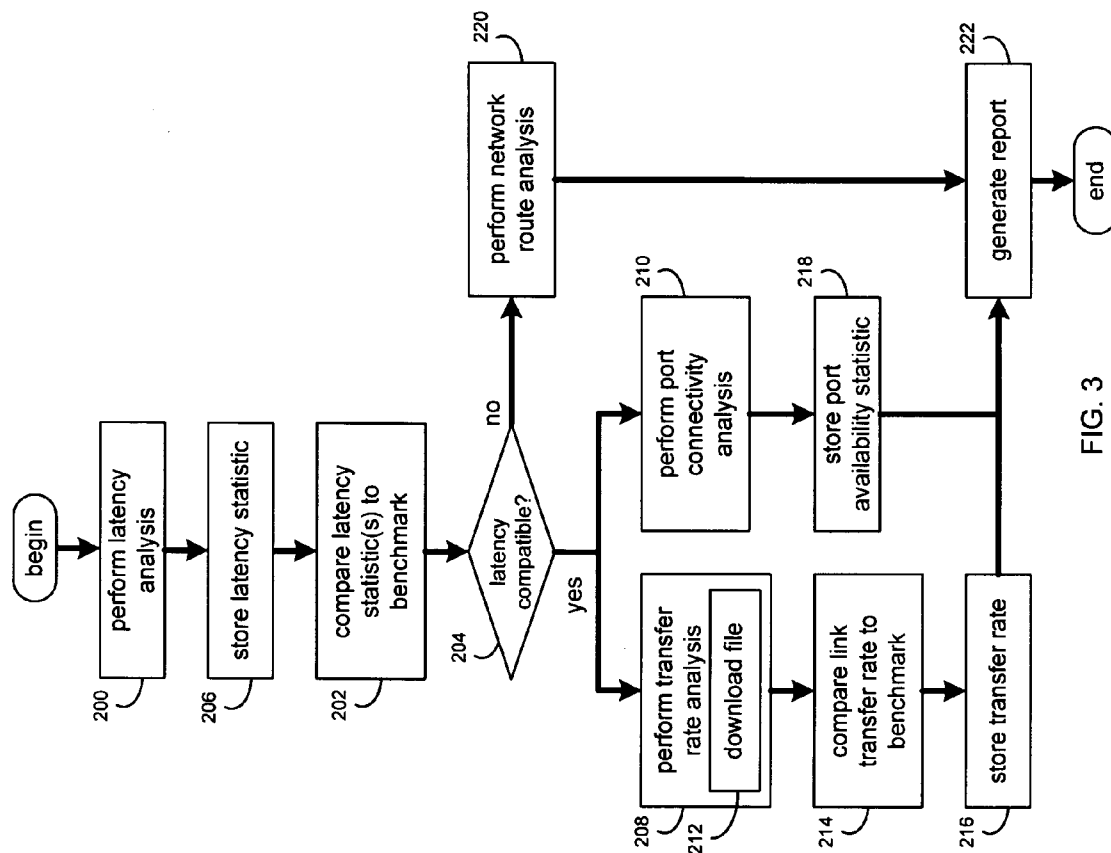 begin
perform latency
analysis
200
store latency statistic
206
compare latency
statistic(s) to
benchmark
202
latency
compatible?
204
no
yes
perform network
route analysis
220
perform transfer
rate analysis
download file
208
212
perform port
connectivity
analysis
210
compare link
transfer rate to
benchmark
214
store port
availability statistic
218
store transfer rate
216
generate report
222
end
FIG. 3